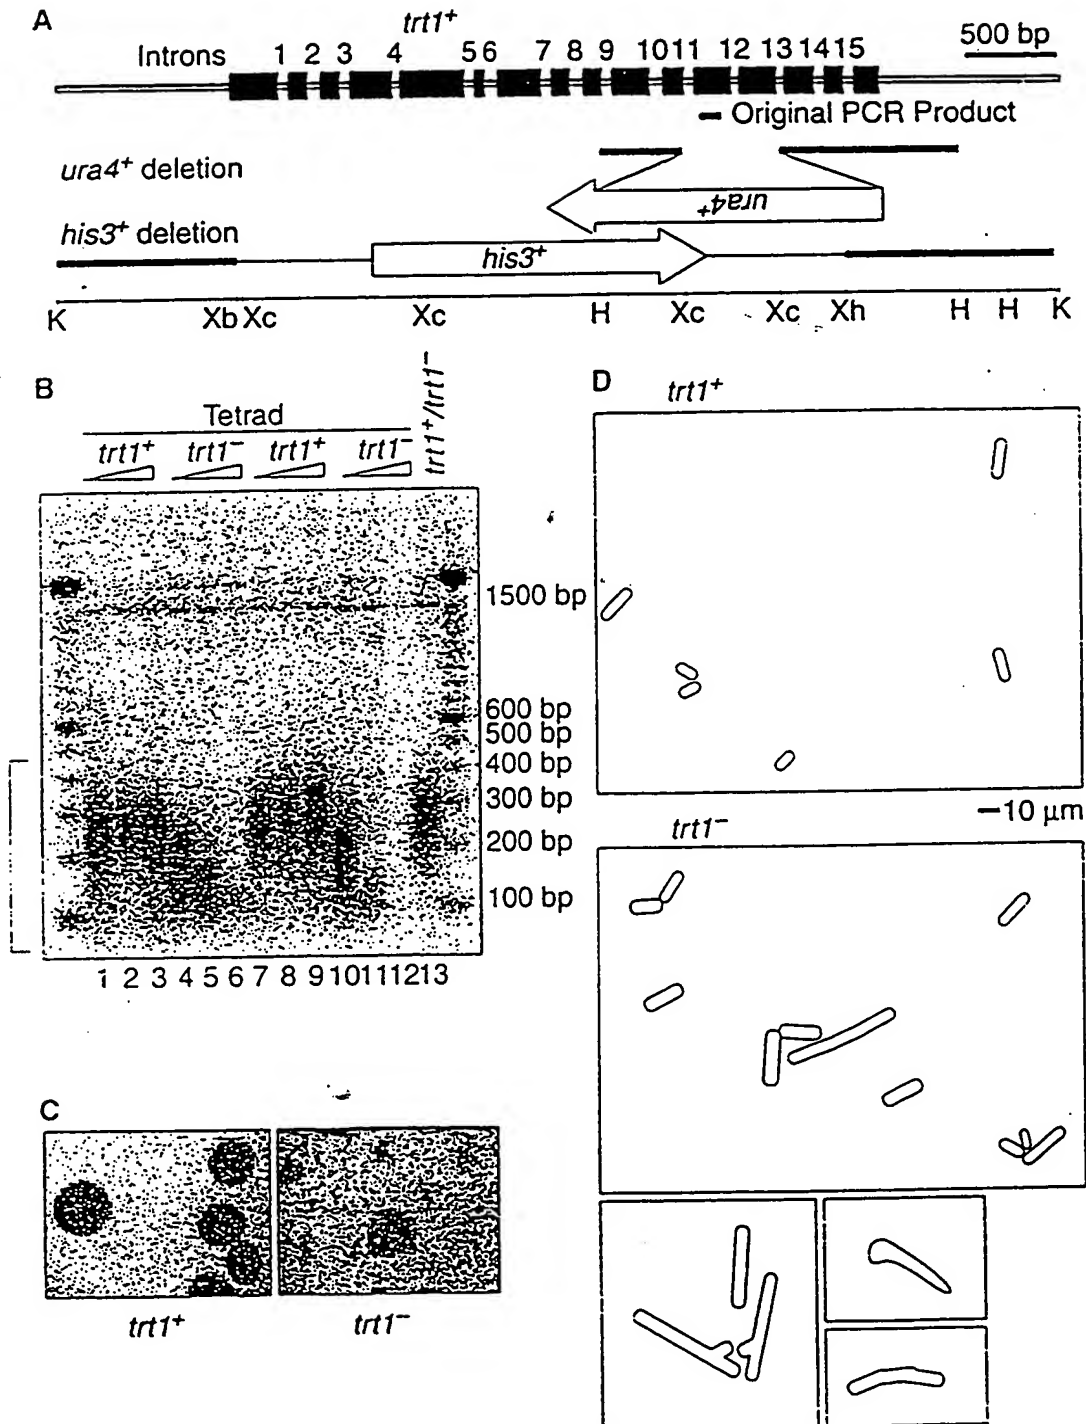 A
trt1+
Introns 1 2 3 4 5 6 7 8 9 10 11 12 13 14 15
500 bp
Original PCR Product
ura4+ deletion
ura4+
his3+ deletion
his3+
K Xb Xc Xc H Xc Xc Xh H H K
B
Tetrad
trt1+ trt1− trt1+ trt1− trt1+/trt1−
1500 bp
600 bp
500 bp
400 bp
300 bp
200 bp
100 bp
1 2 3 4 5 6 7 8 9 10 11 12 13
C
trt1+ trt1−
D
trt1+
10 µm
trt1−